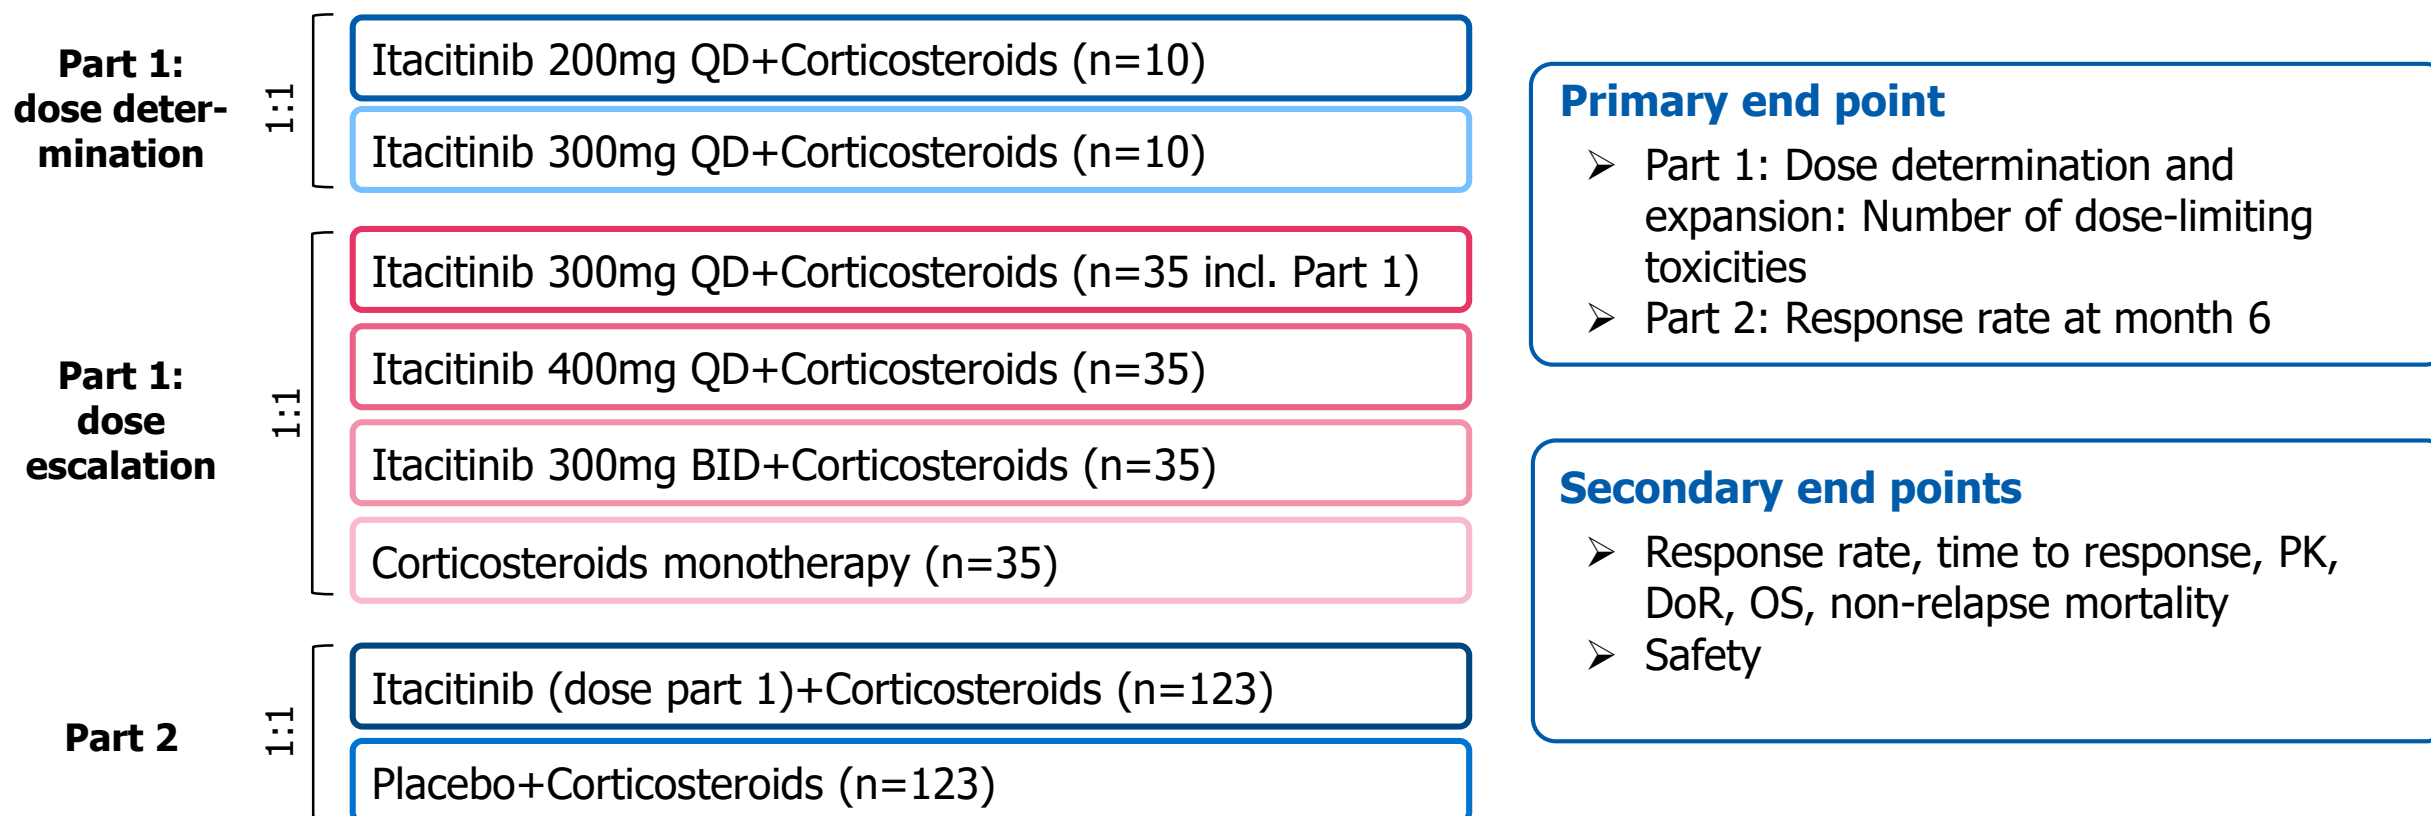 Part 1:
dose deter-
mination
1:1
Itacitinib 200mg QD+Corticosteroids (n=10)
Itacitinib 300mg QD+Corticosteroids (n=10)
Part 1:
dose
escalation
1:1
Itacitinib 300mg QD+Corticosteroids (n=35 incl. Part 1)
Itacitinib 400mg QD+Corticosteroids (n=35)
Itacitinib 300mg BID+Corticosteroids (n=35)
Corticosteroids monotherapy (n=35)
Part 2
1:1
Itacitinib (dose part 1)+Corticosteroids (n=123)
Placebo+Corticosteroids (n=123)
Primary end point
➢ Part 1: Dose determination and
expansion: Number of dose-limiting
toxicities
➢ Part 2: Response rate at month 6
Secondary end points
➢ Response rate, time to response, PK,
DoR, OS, non-relapse mortality
➢ Safety